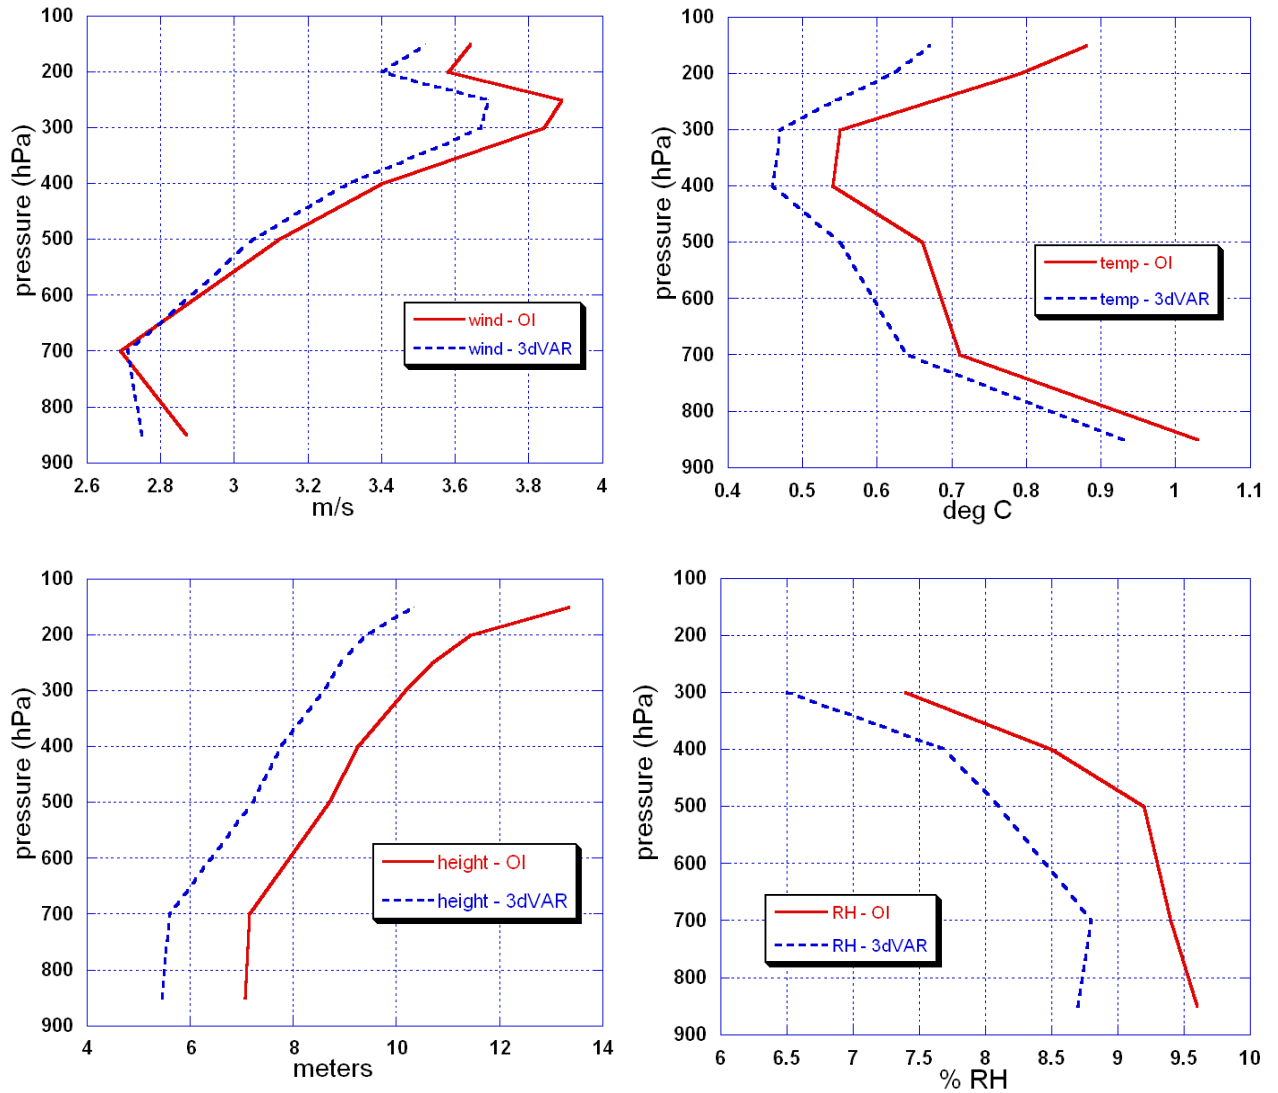 100
200
300
400
500
600
700
800
900
pressure (hPa)
wind - OI
wind - 3dVAR
2.6 2.8 3 3.2 3.4 3.6 3.8 4
m/s
100
200
300
400
500
600
700
800
900
pressure (hPa)
temp - OI
temp - 3dVAR
0.4 0.5 0.6 0.7 0.8 0.9 1 1.1
deg C
100
200
300
400
500
600
700
800
900
pressure (hPa)
height - OI
height - 3dVAR
4 6 8 10 12 14
meters
100
200
300
400
500
600
700
800
900
pressure (hPa)
RH - OI
RH - 3dVAR
6 6.5 7 7.5 8 8.5 9 9.5 10
% RH